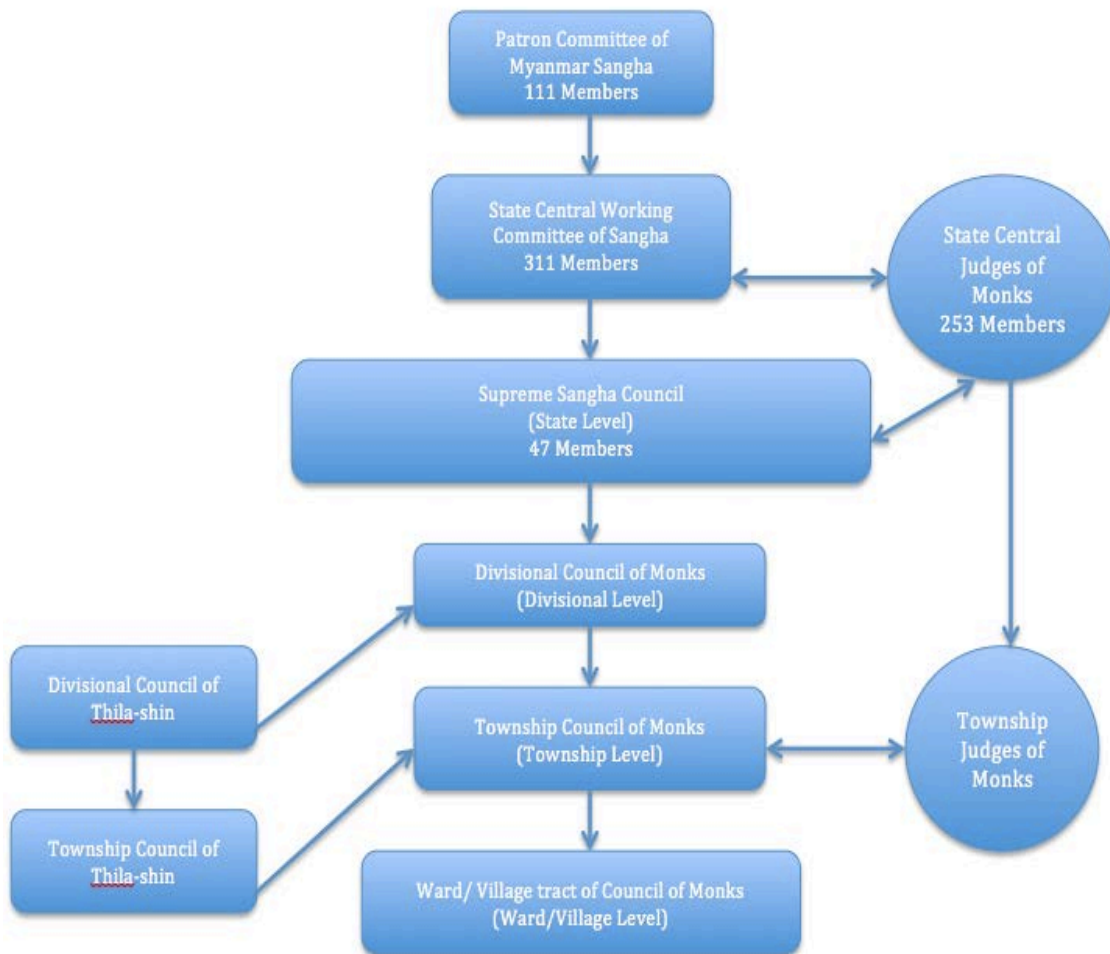 Patron Committee of
Myanmar Sangha
111 Members
State Central Working
Committee of Sangha
311 Members
State Central
Judges of
Monks
253 Members
Supreme Sangha Council
(State Level)
47 Members
Divisional Council of Monks
(Divisional Level)
Divisional Council of
Thila-shin
Township Council of Monks
(Township Level)
Township
Judges of
Monks
Township Council of
Thila-shin
Ward/ Village tract of Council of Monks
(Ward/Village Level)